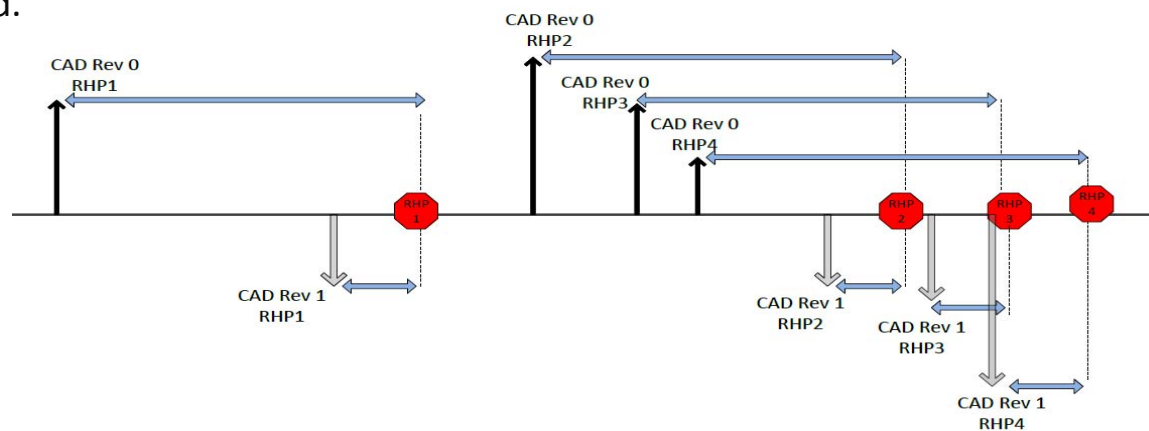 d.
CAD Rev 0
RHP2
CAD Rev 0
RHP1
CAD Rev 0
RHP3
CAD Rev 0
RHP4
RHP
1
RHP
2
RHP
3
RHP
4
CAD Rev 1
RHP1
CAD Rev 1
RHP2
CAD Rev 1
RHP3
CAD Rev 1
RHP4